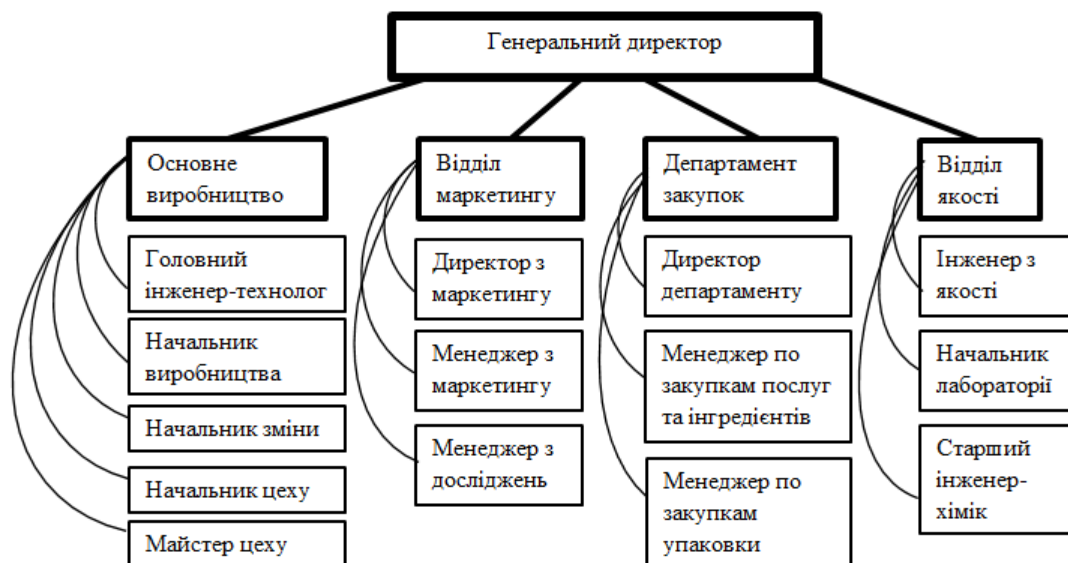 Генеральний директор
Основне
виробництво
Головний
інженер-технолог
Начальник
виробництва
Начальник зміни
Начальник цеху
Майстер цеху
Відділ
маркетингу
Директор з
маркетингу
Менеджер з
маркетингу
Менеджер з
досліджень
Департамент
закупок
Директор
департаменту
Менеджер по
закупкам послуг
та інгредієнтів
Менеджер по
закупкам
упаковки
Відділ
якості
Інженер з
якості
Начальник
лабораторії
Старший
інженер-
хімік